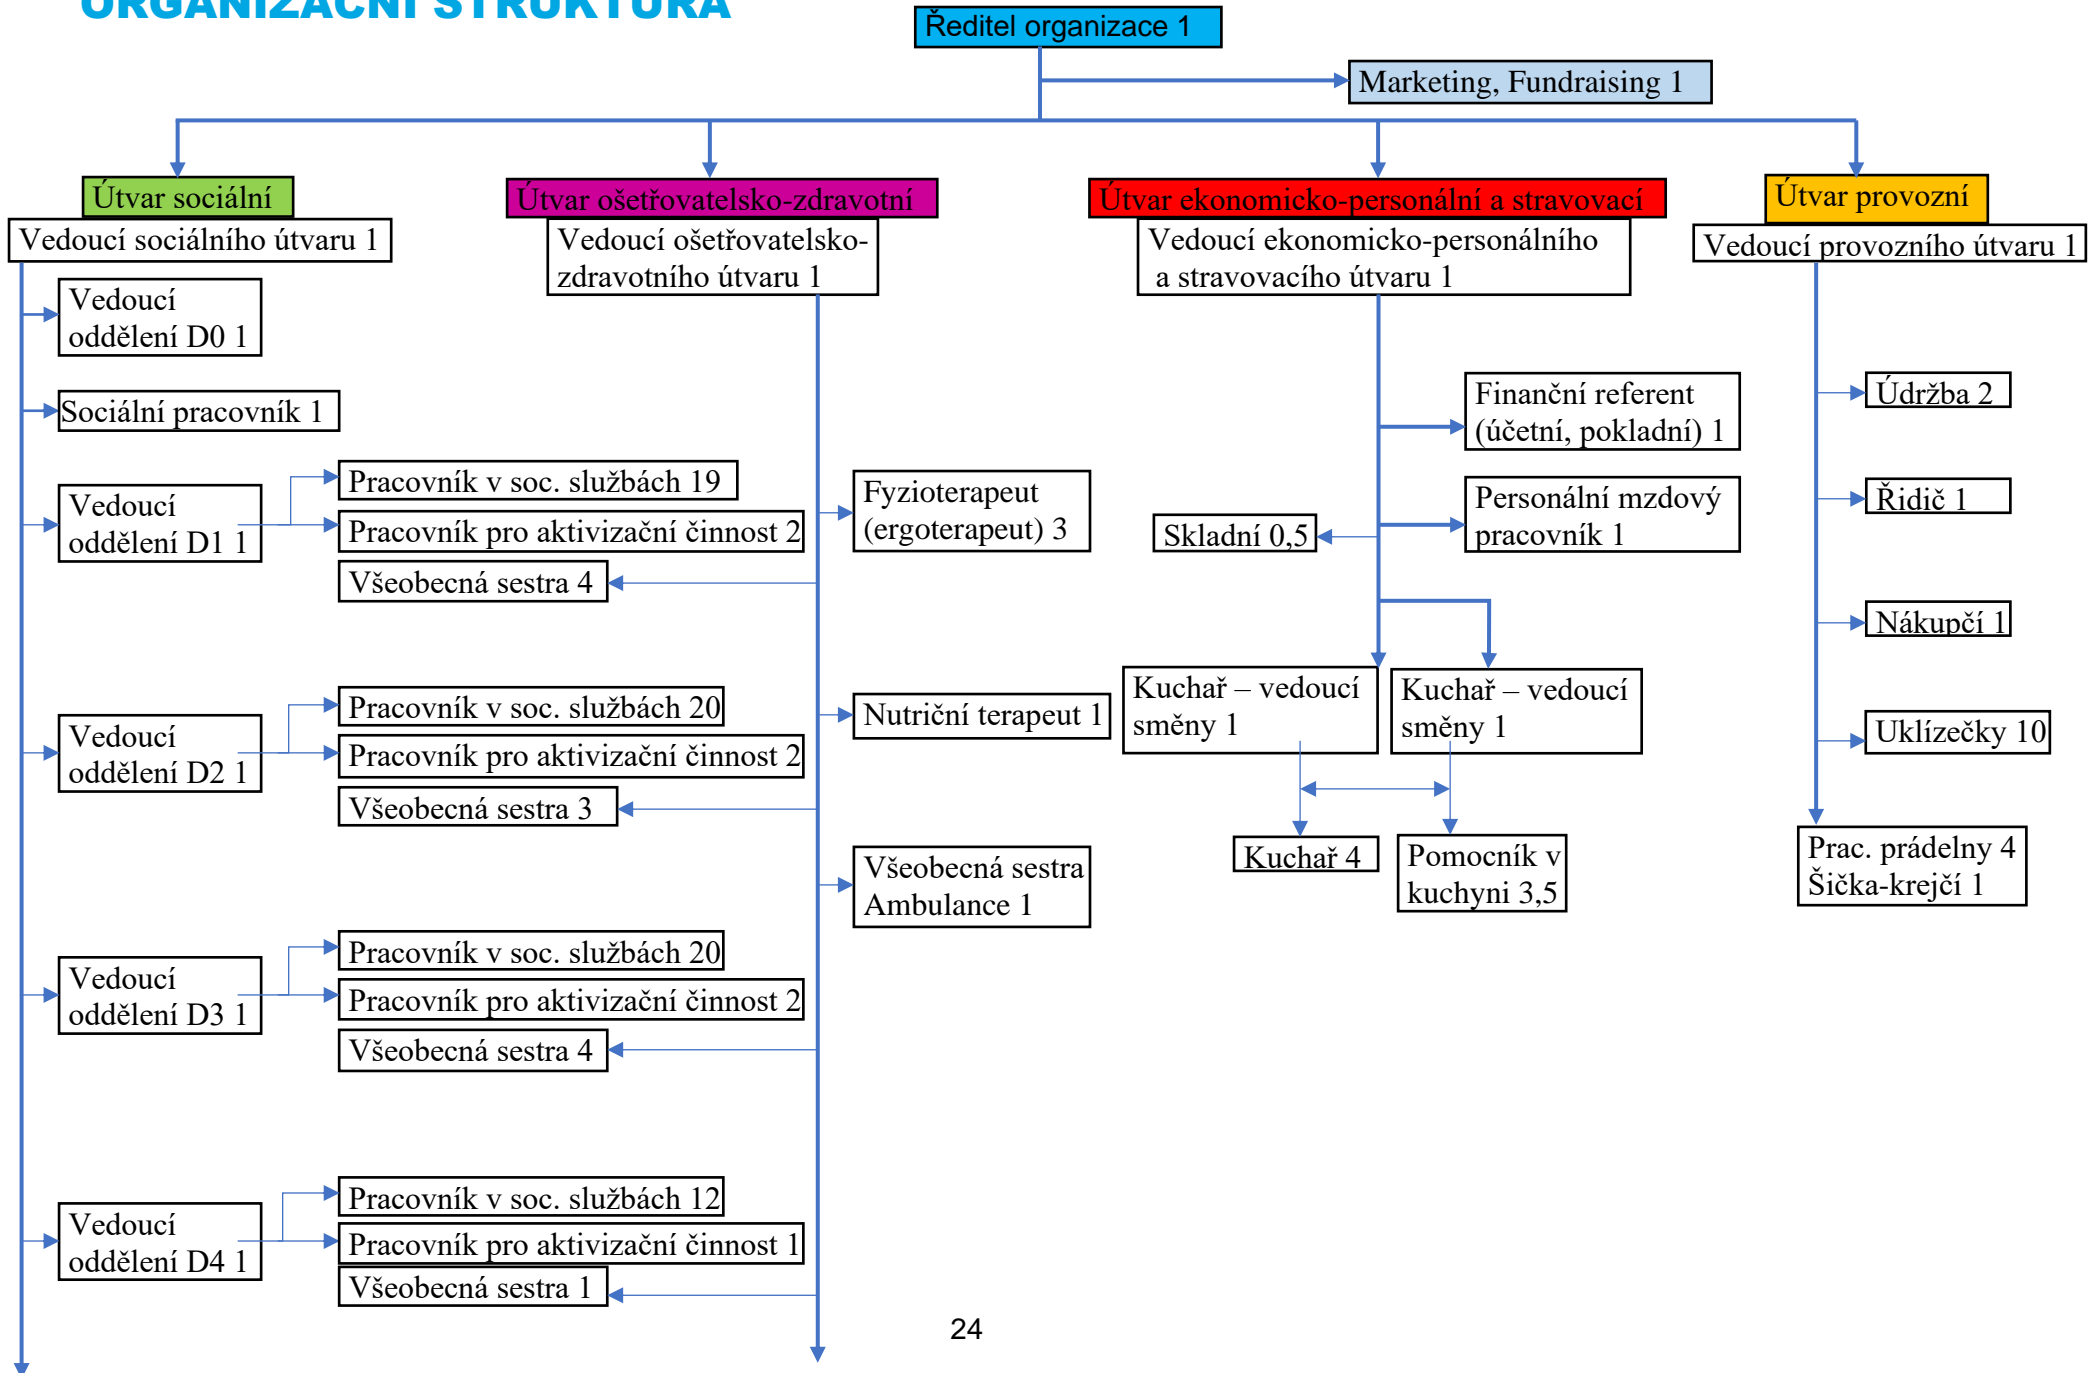 ORGANIZAČNÍ STRUKTURA
Ředitel organizace 1
Marketing, Fundraising 1
Útvar sociální
Vedoucí sociálního útvaru 1
Vedoucí
oddělení D0 1
Sociální pracovník 1
Vedoucí
oddělení D1 1
Pracovník v soc. službách 19
Pracovník pro aktivizační činnost 2
Všeobecná sestra 4
Vedoucí
oddělení D2 1
Pracovník v soc. službách 20
Pracovník pro aktivizační činnost 2
Všeobecná sestra 3
Vedoucí
oddělení D3 1
Pracovník v soc. službách 20
Pracovník pro aktivizační činnost 2
Všeobecná sestra 4
Vedoucí
oddělení D4 1
Pracovník v soc. službách 12
Pracovník pro aktivizační činnost 1
Všeobecná sestra 1
Útvar ošetřovatelsko-zdravotní
Vedoucí ošetřovatelsko-
zdravotního útvaru 1
Fyzioterapeut
(ergoterapeut) 3
Nutriční terapeut 1
Všeobecná sestra
Ambulance 1
Útvar ekonomicko-personální a stravovací
Vedoucí ekonomicko-personálního
a stravovacího útvaru 1
Finanční referent
(účetní, pokladní) 1
Personální mzdový
pracovník 1
Skladní 0,5
Kuchař – vedoucí
směny 1
Kuchař – vedoucí
směny 1
Kuchař 4
Pomocník v
kuchyni 3,5
Útvar provozní
Vedoucí provozního útvaru 1
Údržba 2
Řidič 1
Nákupčí 1
Uklízečky 10
Prac. prádelny 4
Šička-krejčí 1
24